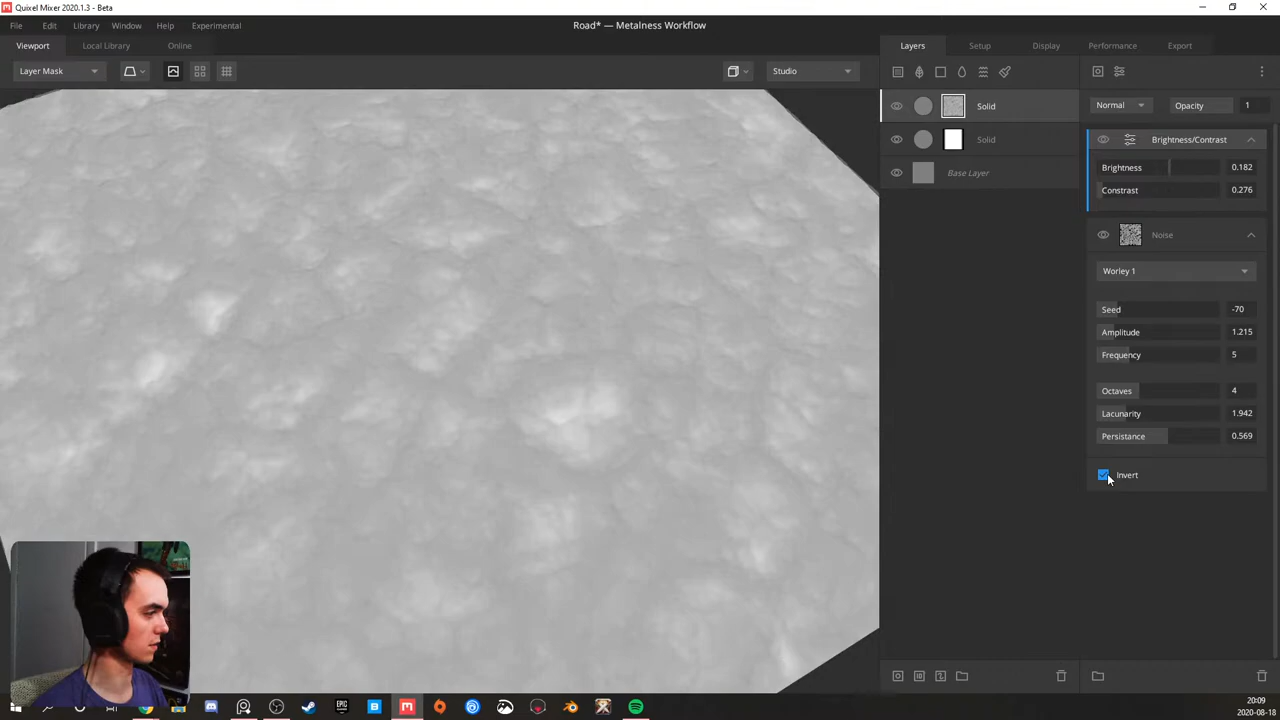 Quixel Mixer 2020.1.3 - Beta
File Edit Library Window Help Experimental
Road* — Metalness Workflow
Viewport Local Library Online
Layers Setup Display Performance Export
Layer Mask
Studio
Normal Opacity 1
Solid
Solid
Base Layer
Brightness/Contrast
Brightness 0.182
Constrast 0.276
Noise
Worley 1
Seed -70
Amplitude 1.215
Frequency 5
Octaves 4
Lacunarity 1.942
Persistance 0.569
Invert
EPIC
20:09
2020-08-18